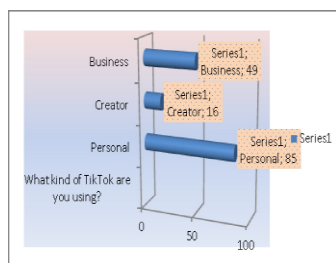 Business
Series1;
Business; 49
Creator
Series1;
Creator; 16
Personal
Series1;
Personal; 85
Series1
What kind of TikTok are
you using?
0
50
100